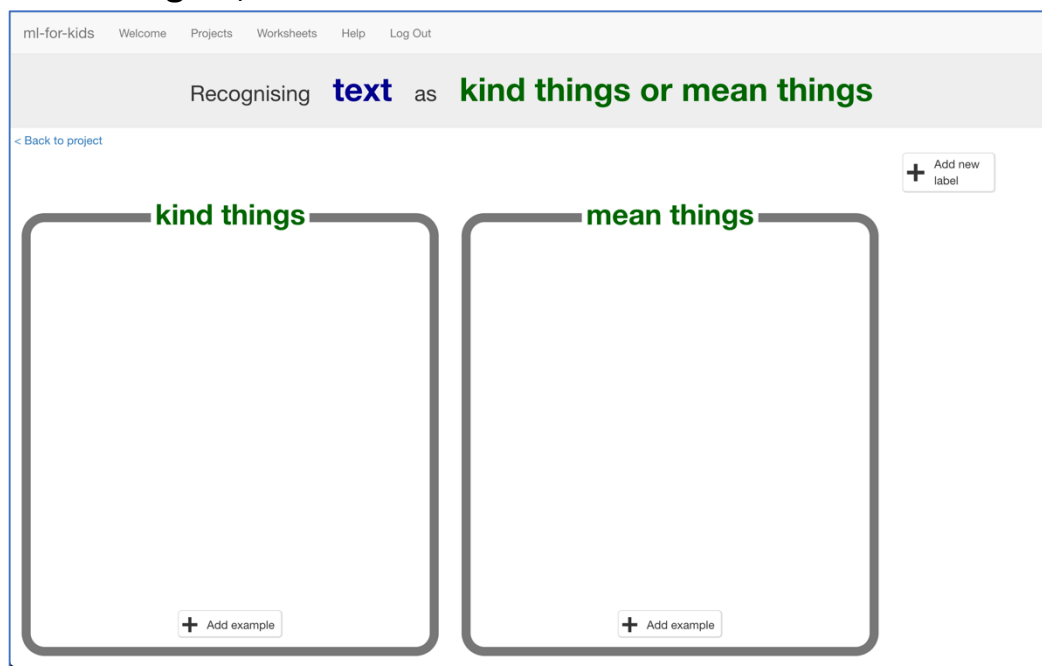 ml-for-kids Welcome Projects Worksheets Help Log Out
Recognising text as kind things or mean things
< Back to project
Add new
label
kind things mean things
Add example Add example